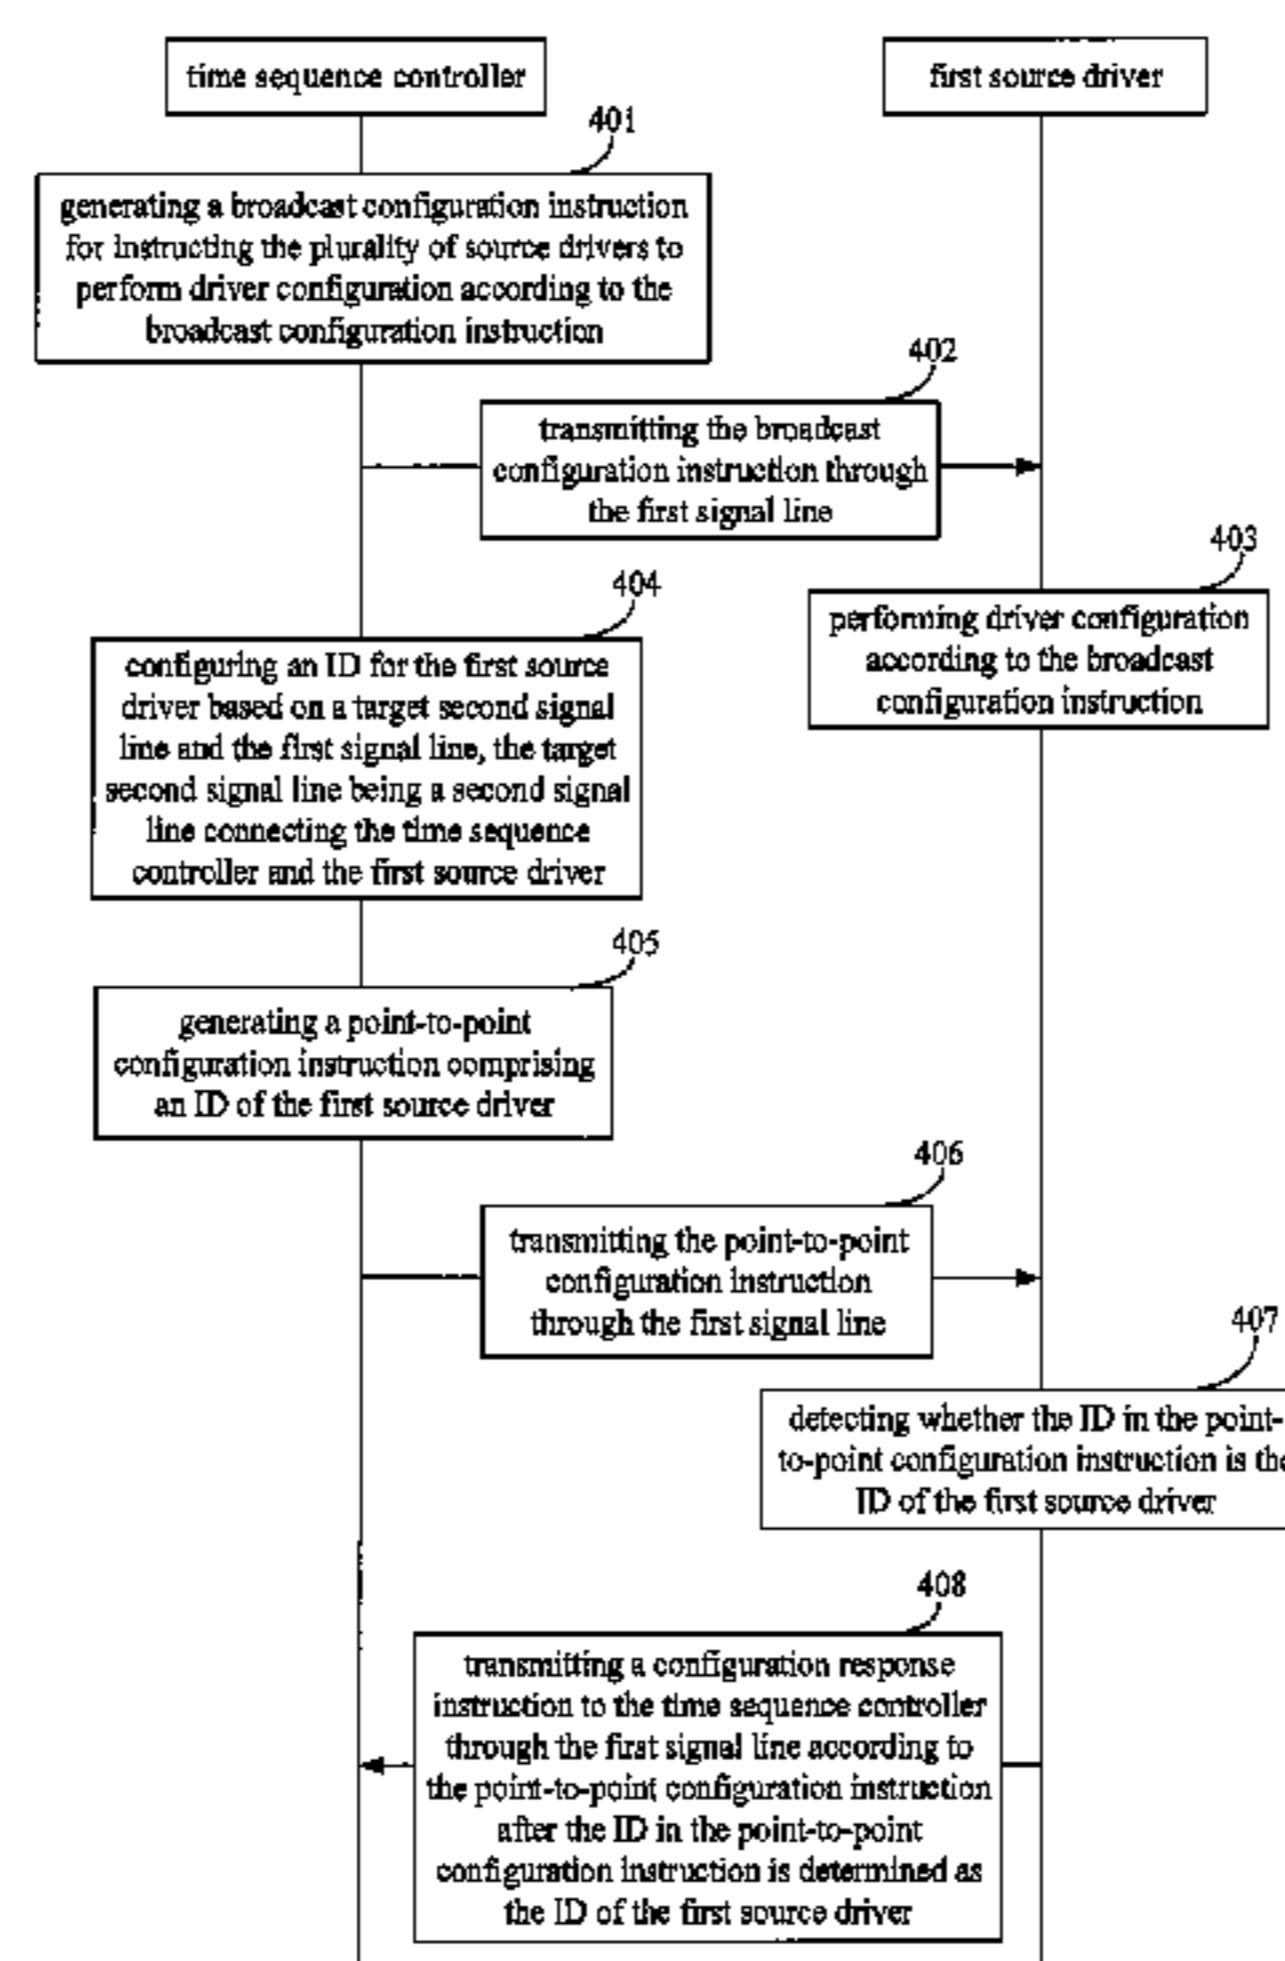 time sequence controller
first source driver
401
generating a broadcast configuration instruction
for instructing the plurality of source drivers to
perform driver configuration according to the
broadcast configuration instruction
402
transmitting the broadcast
configuration instruction through
the first signal line
403
performing driver configuration
according to the broadcast
configuration instruction
404
configuring an ID for the first source
driver based on a target second signal
line and the first signal line, the target
second signal line being a second signal
line connecting the time sequence
controller and the first source driver
405
generating a point-to-point
configuration instruction comprising
an ID of the first source driver
406
transmitting the point-to-point
configuration instruction
through the first signal line
407
detecting whether the ID in the point-
to-point configuration instruction is the
ID of the first source driver
408
transmitting a configuration response
instruction to the time sequence controller
through the first signal line according to
the point-to-point configuration instruction
after the ID in the point-to-point
configuration instruction is determined as
the ID of the first source driver